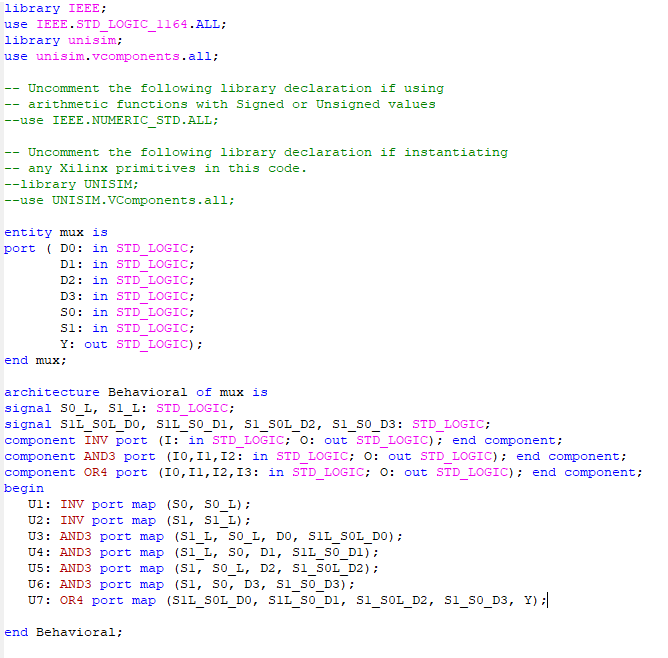 library IEEE;
use IEEE.STD_LOGIC_1164.ALL;
library unisim;
use unisim.vcomponents.all;
-- Uncomment the following library declaration if using
-- arithmetic functions with Signed or Unsigned values
--use IEEE.NUMERIC_STD.ALL;
-- Uncomment the following library declaration if instantiating
-- any Xilinx primitives in this code.
--library UNISIM;
--use UNISIM.VComponents.all;
entity mux is
port ( D0: in STD_LOGIC;
D1: in STD_LOGIC;
D2: in STD_LOGIC;
D3: in STD_LOGIC;
S0: in STD_LOGIC;
S1: in STD_LOGIC;
Y: out STD_LOGIC);
end mux;
architecture Behavioral of mux is
signal S0_L, S1_L: STD_LOGIC;
signal S1L_S0L_D0, S1L_S0_D1, S1_S0L_D2, S1_S0_D3: STD_LOGIC;
component INV port (I: in STD_LOGIC; O: out STD_LOGIC); end component;
component AND3 port (I0,I1,I2: in STD_LOGIC; O: out STD_LOGIC); end component;
component OR4 port (I0,I1,I2,I3: in STD_LOGIC; O: out STD_LOGIC); end component;
begin
U1: INV port map (S0, S0_L);
U2: INV port map (S1, S1_L);
U3: AND3 port map (S1_L, S0_L, D0, S1L_S0L_D0);
U4: AND3 port map (S1_L, S0, D1, S1L_S0_D1);
U5: AND3 port map (S1, S0_L, D2, S1_S0L_D2);
U6: AND3 port map (S1, S0, D3, S1_S0_D3);
U7: OR4 port map (S1L_S0L_D0, S1L_S0_D1, S1_S0L_D2, S1_S0_D3, Y);
end Behavioral;